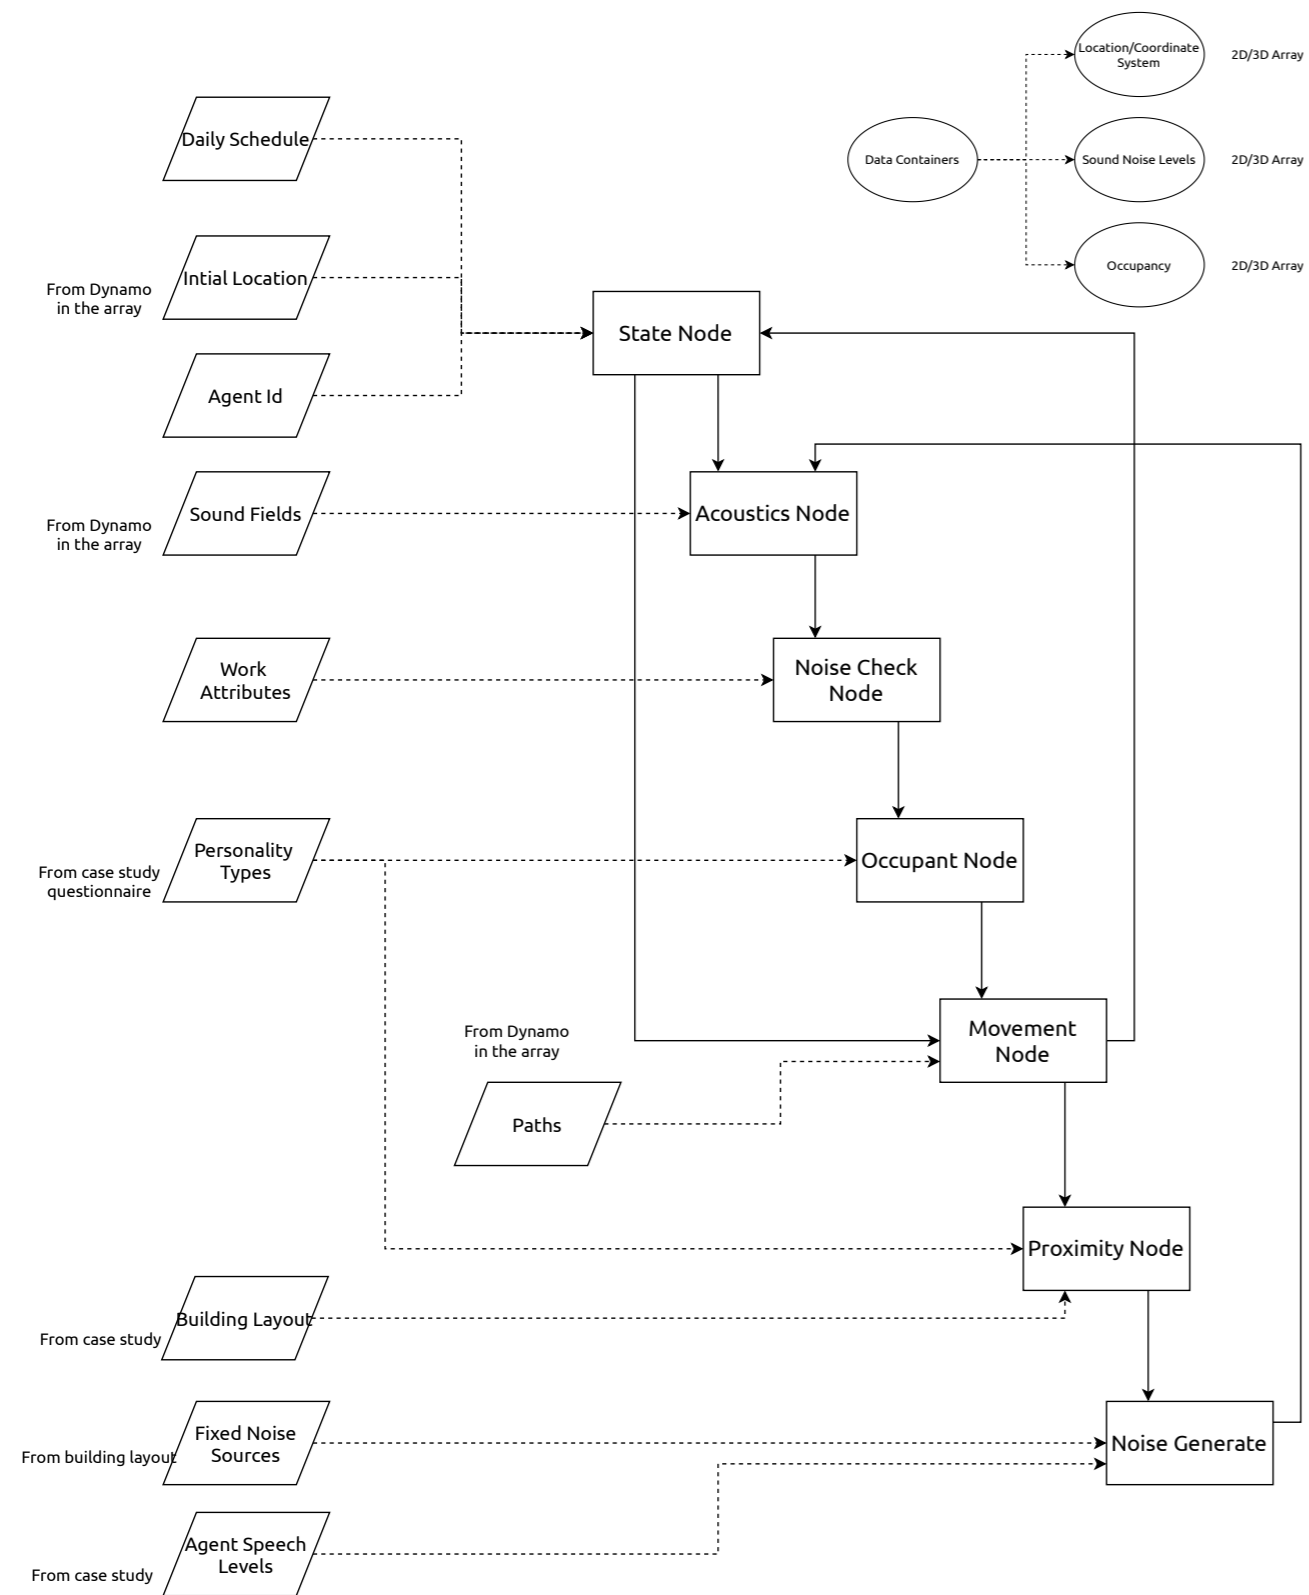 Location/Coordinate
System
2D/3D Array
Daily Schedule
Data Containers
Sound Noise Levels
2D/3D Array
Intial Location
From Dynamo
in the array
Occupancy
2D/3D Array
State Node
Agent Id
Sound Fields
From Dynamo
in the array
Acoustics Node
Work
Attributes
Noise Check
Node
Personality
Types
From case study
questionnaire
Occupant Node
From Dynamo
in the array
Movement
Node
Paths
Proximity Node
Building Layout
From case study
Fixed Noise
Sources
From building layout
Noise Generate
Agent Speech
Levels
From case study